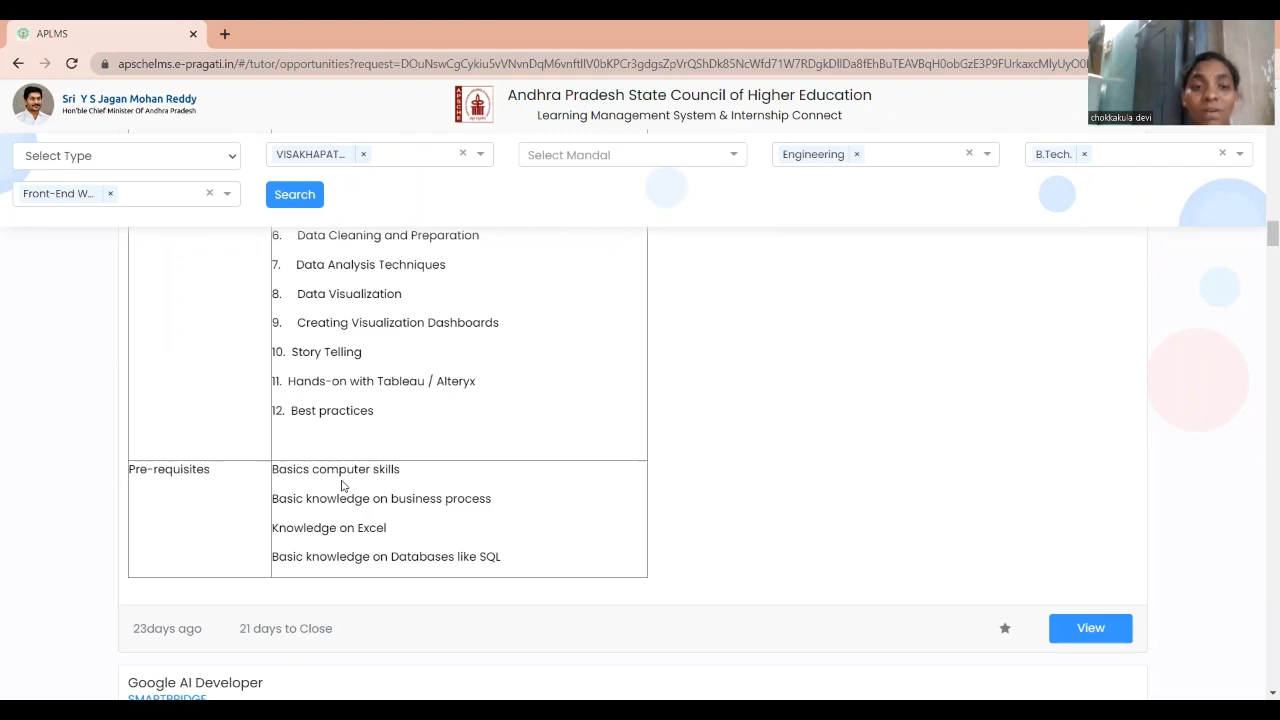 APLMS
apschelms.e-pragati.in/#/tutor/opportunities?request=
chokkakula devi
Sri Y S Jagan Mohan Reddy
Hon'ble Chief Minister Of Andhra Pradesh
APSCHE
Andhra Pradesh State Council of Higher Education
Learning Management System & Internship Connect
Select Type
VISAKHAPAT... ×
Select Mandal
Engineering ×
B.Tech. ×
Front-End W... ×
Search
6. Data Cleaning and Preparation
7. Data Analysis Techniques
8. Data Visualization
9. Creating Visualization Dashboards
10. Story Telling
11. Hands-on with Tableau / Alteryx
12. Best practices
Pre-requisites
Basics computer skills
Basic knowledge on business process
Knowledge on Excel
Basic knowledge on Databases like SQL
23days ago
21 days to Close
View
Google AI Developer
SMARTBRIDGE